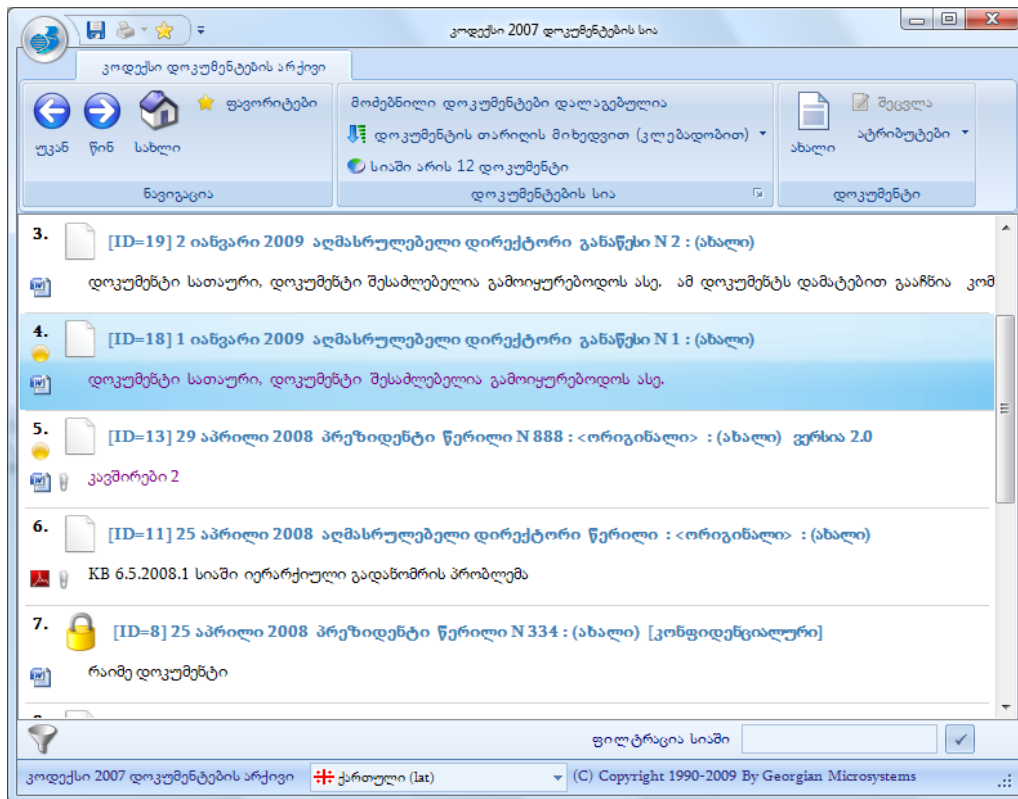 კოდექსი 2007 დოკუმენტების სია
კოდექსი დოკუმენტების არქივი
ფავორიტები
უკან წინ სახლი
ნავიგაცია
მოძებნილი დოკუმენტები დალაგებულია
დოკუმენტის თარიღის მიხედვით (კლებადობით)
სიაში არის 12 დოკუმენტი
დოკუმენტების სია
შეცვლა
ატრიბუტები
ახალი
დოკუმენტი
3. [ID=19] 2 იანვარი 2009 აღმასრულებელი დირექტორი განაწესი N 2 : (ახალი)
დოკუმენტი სათაური, დოკუმენტი შესაძლებელია გამოიყურებოდოს ასე. ამ დოკუმენტს დამატებით გააჩნია კომ
4. [ID=18] 1 იანვარი 2009 აღმასრულებელი დირექტორი განაწესი N 1 : (ახალი)
დოკუმენტი სათაური, დოკუმენტი შესაძლებელია გამოიყურებოდოს ასე.
5. [ID=13] 29 აპრილი 2008 პრეზიდენტი წერილი N 888 : <ორიგინალი> : (ახალი) ვერსია 2.0
კავშირები 2
6. [ID=11] 25 აპრილი 2008 აღმასრულებელი დირექტორი წერილი : <ორიგინალი> : (ახალი)
KB 6.5.2008.1 სიაში იერარქიული გადანომრის პრობლემა
7. [ID=8] 25 აპრილი 2008 პრეზიდენტი წერილი N 334 : (ახალი) [კონფიდენციალური]
რაიმე დოკუმენტი
ფილტრაცია სიაში
კოდექსი 2007 დოკუმენტების არქივი ქართული (lat) (C) Copyright 1990-2009 By Georgian Microsystems